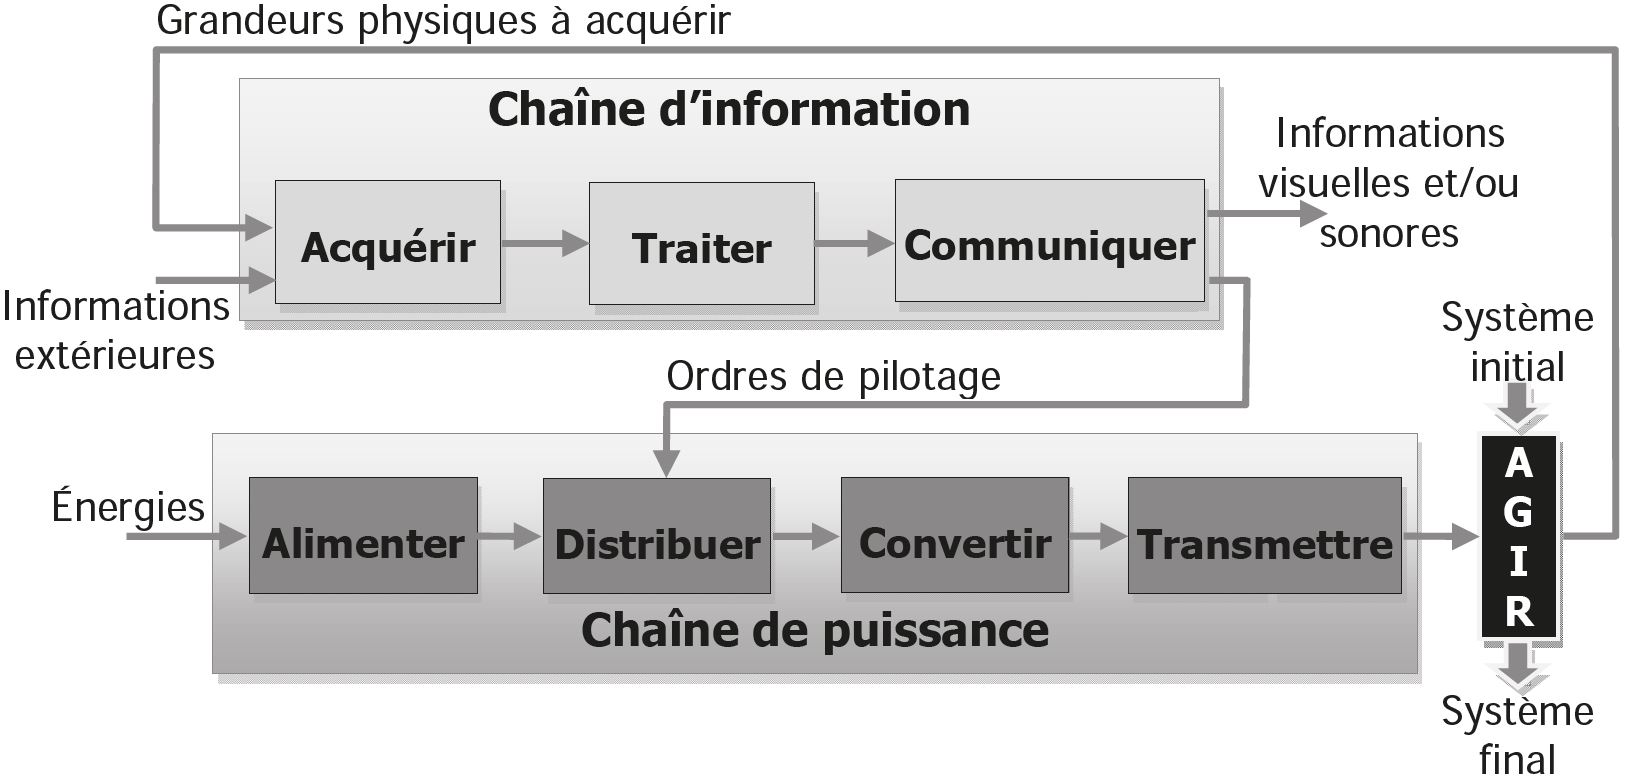 Grandeurs physiques à acquérir
Chaîne d’information
Acquérir
Traiter
Communiquer
Informations
visuelles et/ou
sonores
Informations
extérieures
Ordres de pilotage
Système
initial
Énergies
Alimenter
Distribuer
Convertir
Transmettre
A
G
I
R
Chaîne de puissance
Système
final